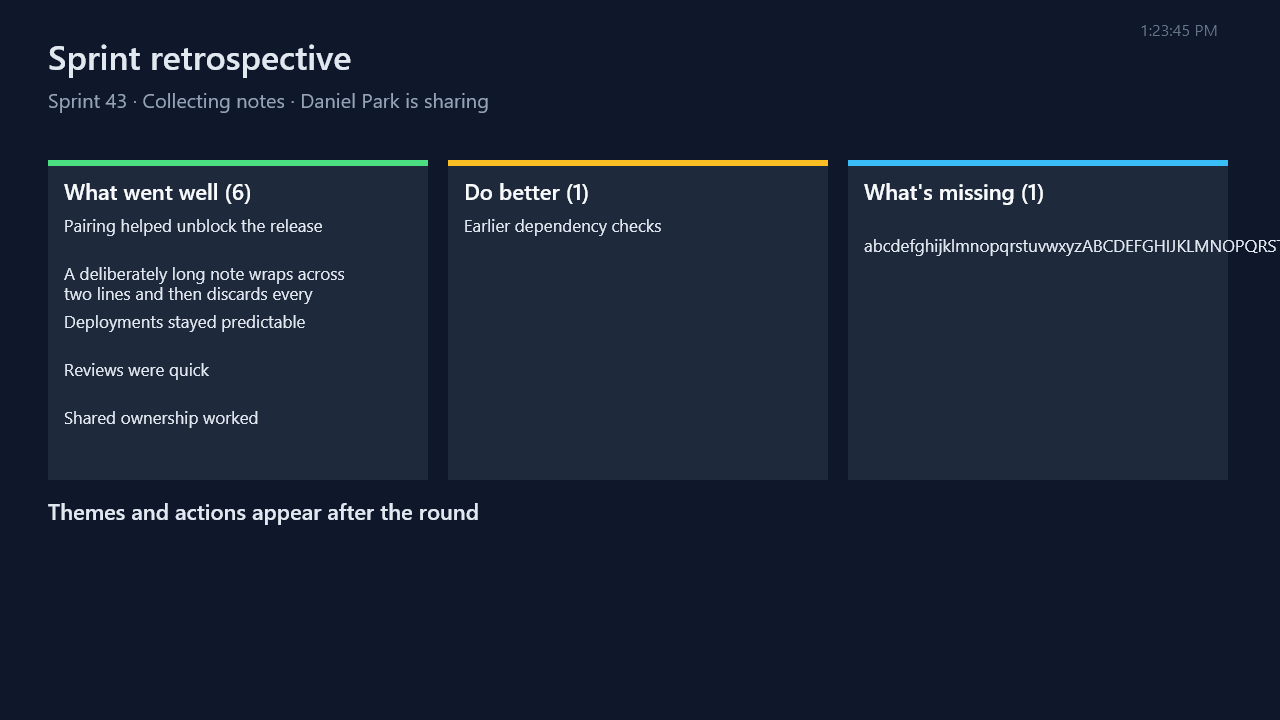 1:23:45 PM
Sprint retrospective
Sprint 43 · Collecting notes · Daniel Park is sharing
What went well (6)
Pairing helped unblock the release
A deliberately long note wraps across
two lines and then discards every
Deployments stayed predictable
Reviews were quick
Shared ownership worked
Do better (1)
Earlier dependency checks
What's missing (1)
abcdefghijklmnopqrstuvwxyzABCDEFGHIJKLMNOPQRS
Themes and actions appear after the round